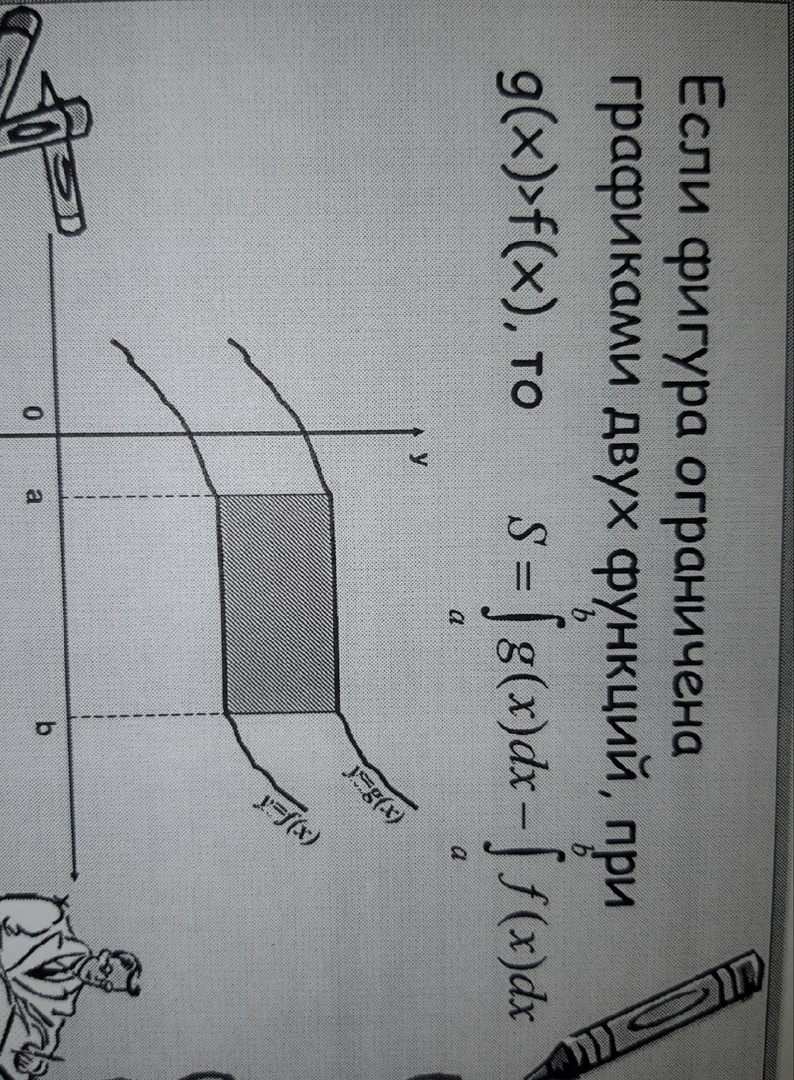 Если фигура ограничена
графиками двух функций, при
g(x)>f(x), то S = ∫ₐᵇ g(x)dx − ∫ₐᵇ f(x)dx
y
y=g(x)
y=f(x)
0 a b x